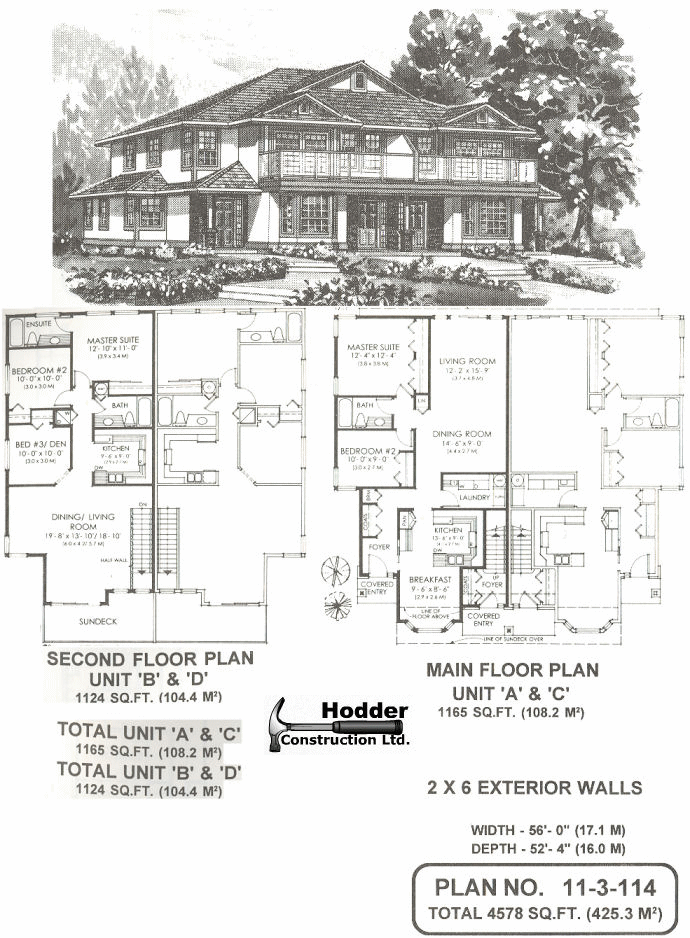 ENSUITE
MASTER SUITE
12'- 10" x 11'- 0"
(3.9 x 3.4 M)
BEDROOM #2
10'- 0" x 10'- 0"
(3.0 x 3.0 M)
BATH
BED #3/ DEN
10'- 0" x 10'- 0"
(3.0 x 3.0 M)
KITCHEN
9'- 6" x 9'- 0"
(2.9 x 2.7 M)
DW
DINING/ LIVING
ROOM
19'- 8" x 13'- 10"/ 18'- 10"
(6.0 x 4.2/ 5.7 M)
DN
HALF WALL
SUNDECK
MASTER SUITE
12'- 4" x 12'- 4"
(3.8 x 3.8 M)
LIVING ROOM
12'- 2" x 15'- 9"
(3.7 x 4.8 M)
BATH
LIN
DINING ROOM
14'- 6" x 9'- 0"
(4.4 x 2.7 M)
BEDROOM #2
10'- 0" x 9'- 0"
(3.0 x 2.7 M)
W D
LAUNDRY
BRM
COATS
PAN
FOYER
KITCHEN
13'- 6" x 9'- 0"
DW
COVERED
ENTRY
BREAKFAST
9'- 6" x 8'- 6"
(2.9 x 2.6 M)
COATS
UP
FOYER
LINE OF
FLOOR ABOVE
COVERED
ENTRY
LINE OF SUNDECK OVER
SECOND FLOOR PLAN
UNIT 'B' & 'D'
1124 SQ.FT. (104.4 M²)
TOTAL UNIT 'A' & 'C'
1165 SQ.FT. (108.2 M²)
TOTAL UNIT 'B' & 'D'
1124 SQ.FT. (104.4 M²)
Hodder
Construction Ltd.
MAIN FLOOR PLAN
UNIT 'A' & 'C'
1165 SQ.FT. (108.2 M²)
2 X 6 EXTERIOR WALLS
WIDTH - 56'- 0" (17.1 M)
DEPTH - 52'- 4" (16.0 M)
PLAN NO. 11-3-114
TOTAL 4578 SQ.FT. (425.3 M²)